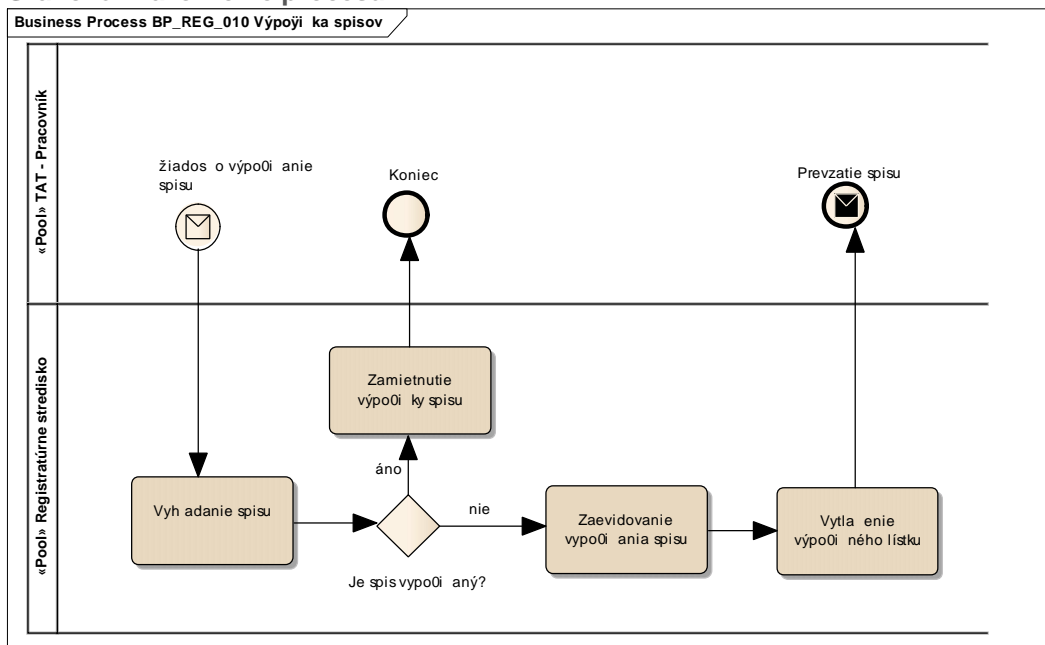 Business Process BP_REG_010 Výpoÿi ka spisov
«Pool» TAT - Pracovník
žiados o výpo0i anie
spisu
Koniec
Prevzatie spisu
«Pool» Registratúrne stredisko
Zamietnutie
výpo0i ky spisu
áno
Vyh adanie spisu
nie
Zaevidovanie
vypo0i ania spisu
Vytla enie
výpo0i ného lístku
Je spis vypo0i aný?